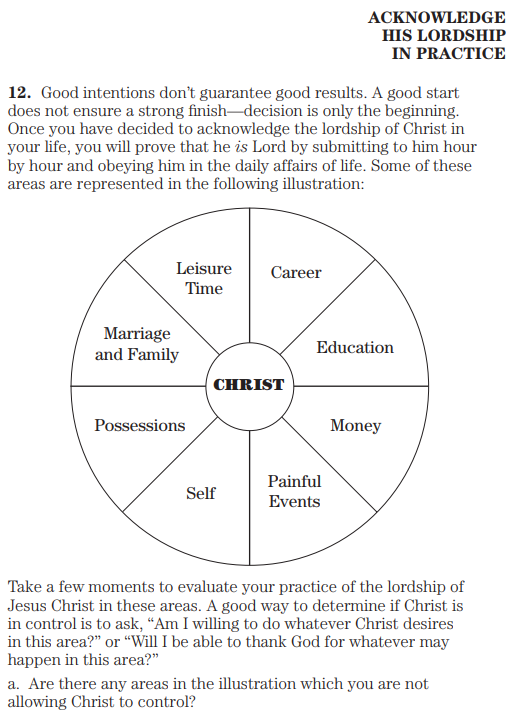 ACKNOWLEDGE
HIS LORDSHIP
IN PRACTICE
12. Good intentions don’t guarantee good results. A good start
does not ensure a strong finish—decision is only the beginning.
Once you have decided to acknowledge the lordship of Christ in
your life, you will prove that he is Lord by submitting to him hour
by hour and obeying him in the daily affairs of life. Some of these
areas are represented in the following illustration:
Leisure
Time
Career
Marriage
and Family
Education
CHRIST
Possessions
Money
Self
Painful
Events
Take a few moments to evaluate your practice of the lordship of
Jesus Christ in these areas. A good way to determine if Christ is
in control is to ask, “Am I willing to do whatever Christ desires
in this area?” or “Will I be able to thank God for whatever may
happen in this area?”
a. Are there any areas in the illustration which you are not
allowing Christ to control?